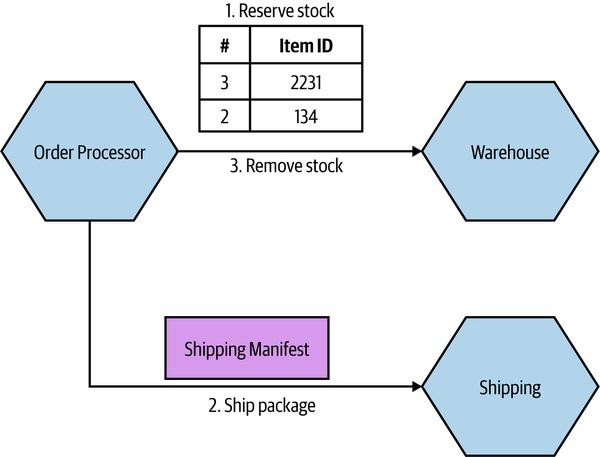 1. Reserve stock
# Item ID
3 2231
2 134
Order Processor
Warehouse
3. Remove stock
Shipping Manifest
Shipping
2. Ship package